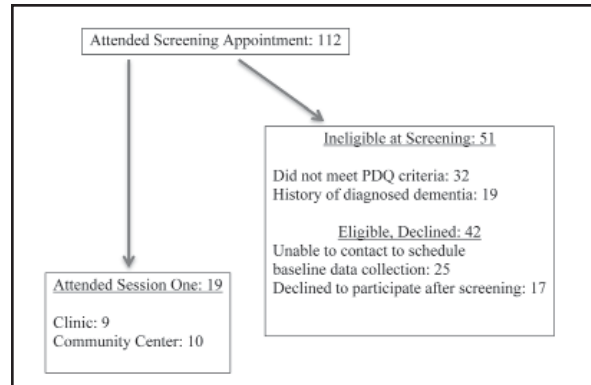 Attended Screening Appointment: 112
Ineligible at Screening: 51
Did not meet PDQ criteria: 32
History of diagnosed dementia: 19
Eligible, Declined: 42
Unable to contact to schedule
baseline data collection: 25
Declined to participate after screening: 17
Attended Session One: 19
Clinic: 9
Community Center: 10